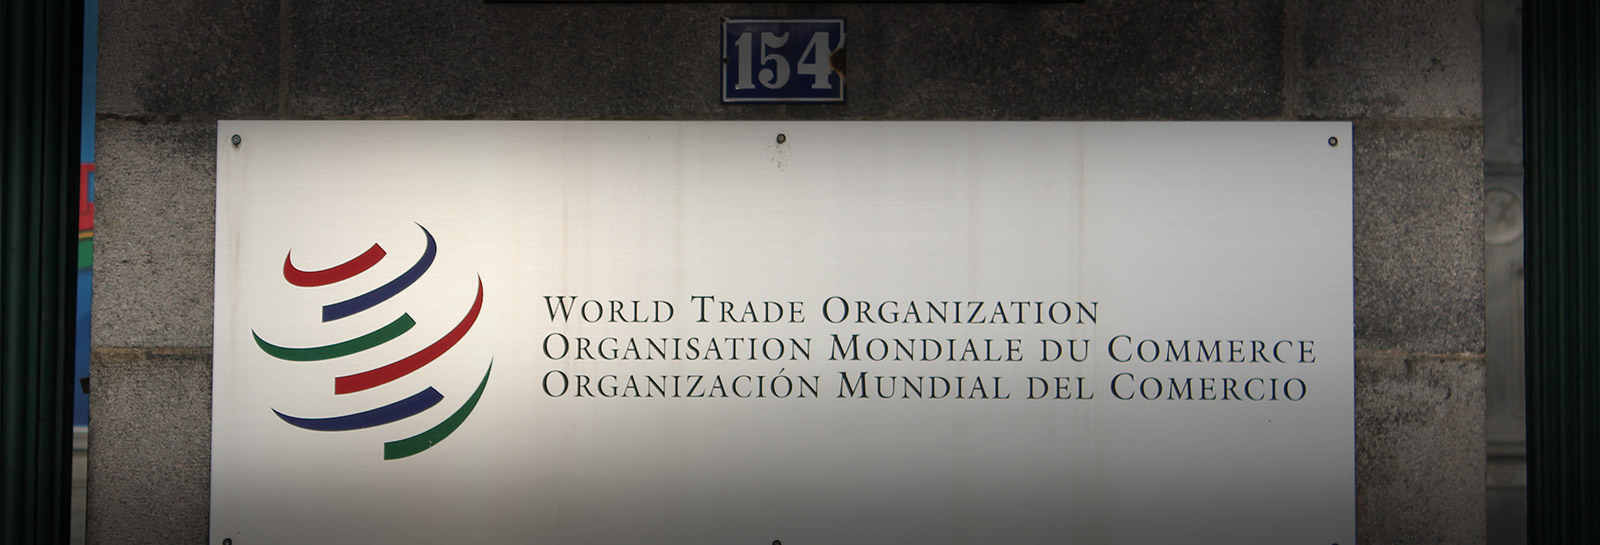 154
World Trade Organization
Organisation Mondiale du Commerce
Organización Mundial del Comercio